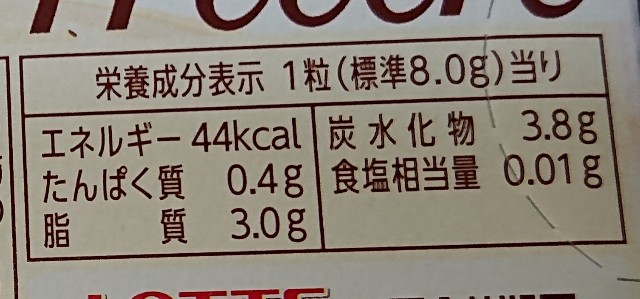 栄養成分表示 1粒(標準8.0g)当り
エネルギー 44kcal
たんぱく質 0.4g
脂質 3.0g
炭水化物 3.8g
食塩相当量 0.01g
LOTTE